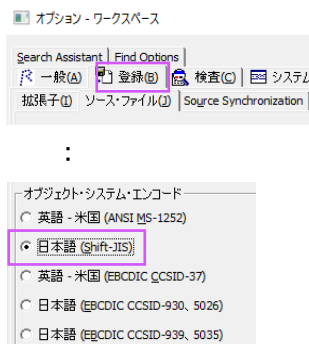 オプション - ワークスペース
Search Assistant Find Options
一般(A) 登録(B) 検査(C) システム
拡張子(I) ソース・ファイル(J) Source Synchronization
:
オブジェクト・システム・エンコード
英語 - 米国 (ANSI MS-1252)
日本語 (Shift-JIS)
英語 - 米国 (EBCDIC CCSID-37)
日本語 (EBCDIC CCSID-930、5026)
日本語 (EBCDIC CCSID-939、5035)